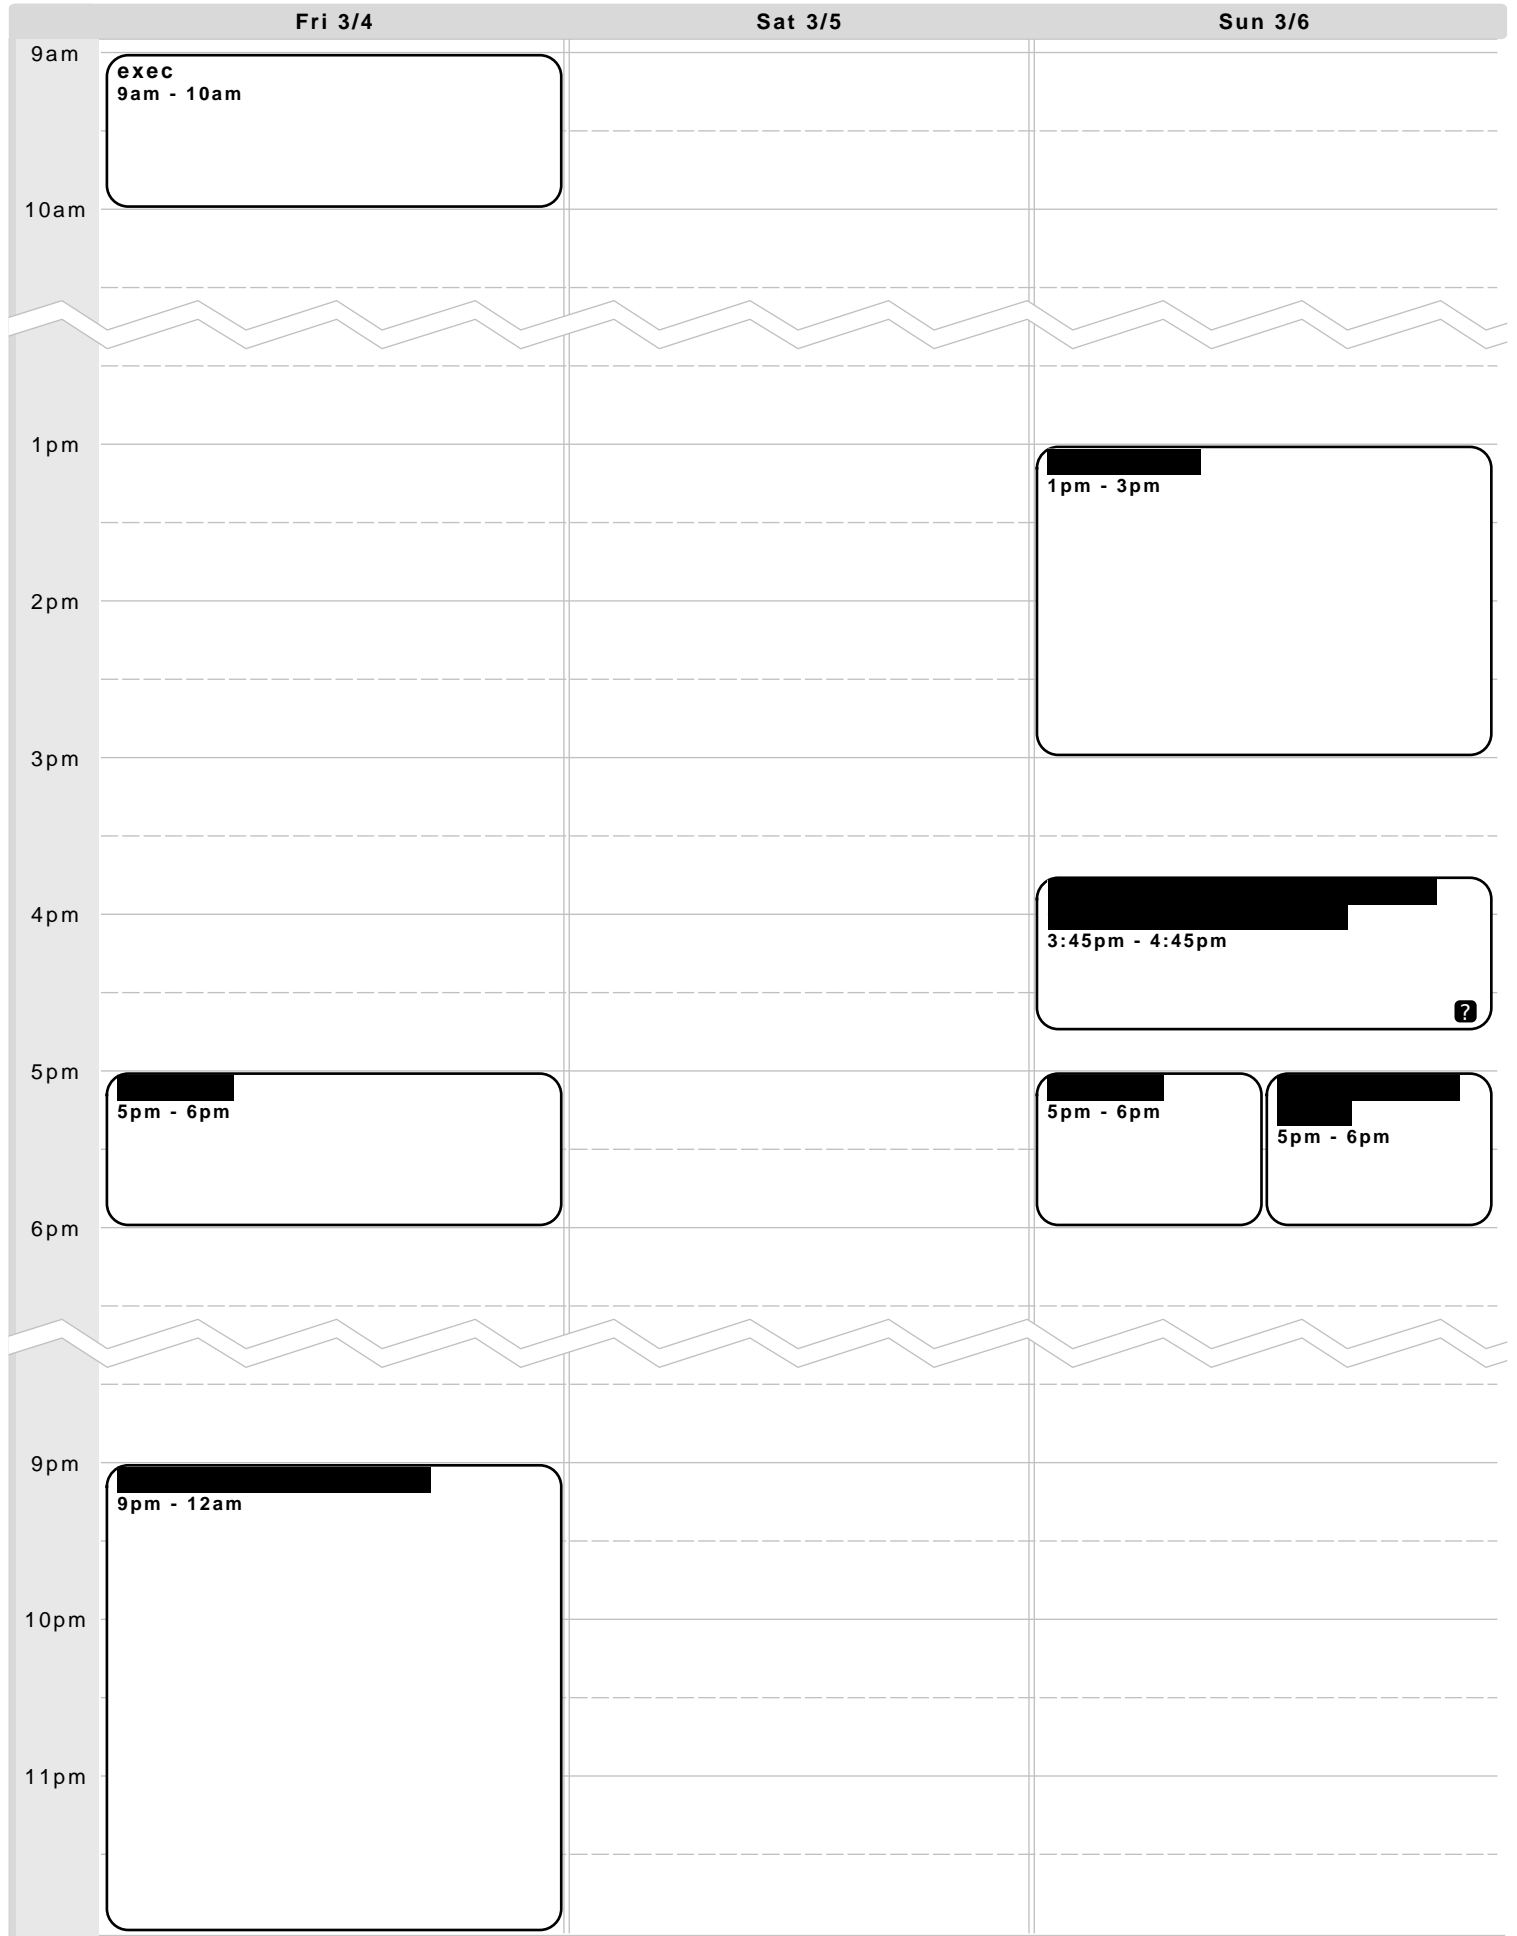 Fri 3/4
Sat 3/5
Sun 3/6
9am
exec
9am - 10am
10am
1pm
1pm - 3pm
2pm
3pm
4pm
3:45pm - 4:45pm
?
5pm
5pm - 6pm
5pm - 6pm
5pm - 6pm
6pm
9pm
9pm - 12am
10pm
11pm